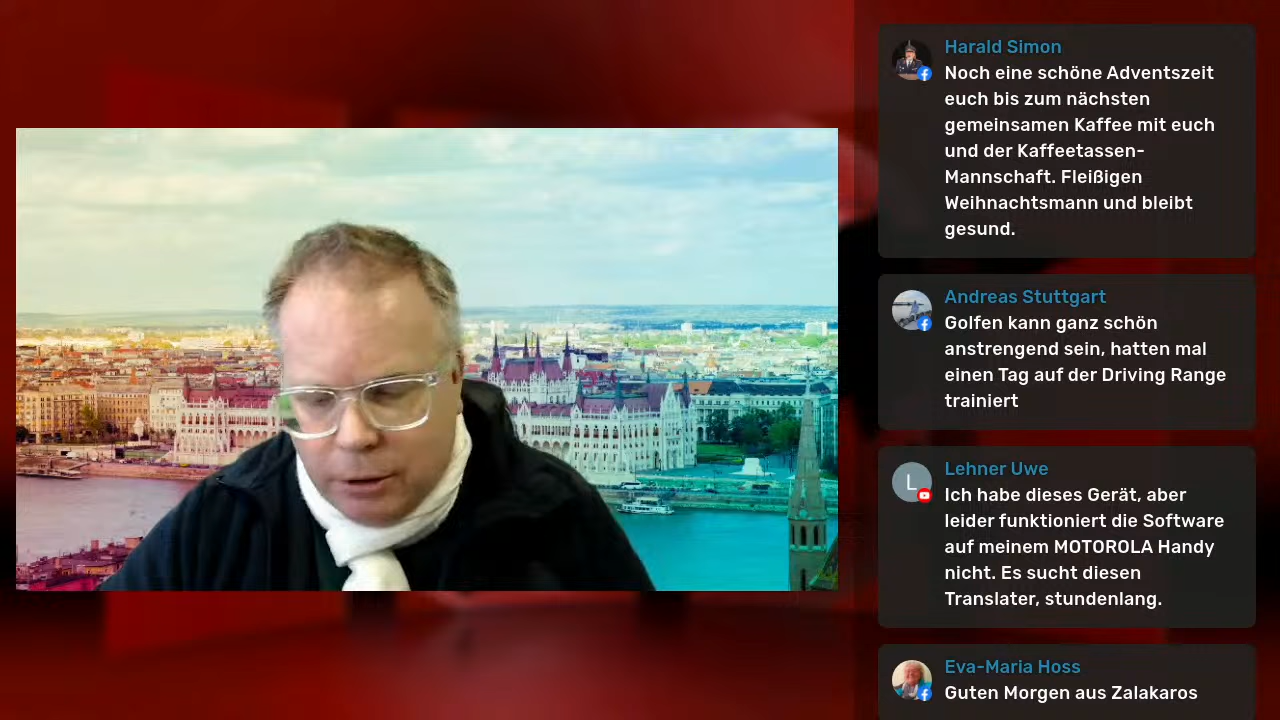 Harald Simon
Noch eine schöne Adventszeit
euch bis zum nächsten
gemeinsamen Kaffee mit euch
und der Kaffeetassen-
Mannschaft. Fleißigen
Weihnachtsmann und bleibt
gesund.
Andreas Stuttgart
Golfen kann ganz schön
anstrengend sein, hatten mal
einen Tag auf der Driving Range
trainiert
L
Lehner Uwe
Ich habe dieses Gerät, aber
leider funktioniert die Software
auf meinem MOTOROLA Handy
nicht. Es sucht diesen
Translater, stundenlang.
Eva-Maria Hoss
Guten Morgen aus Zalakaros